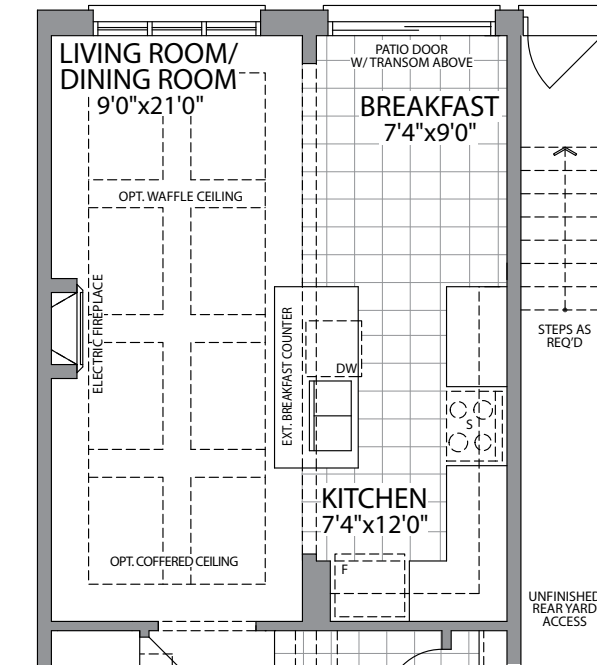 LIVING ROOM/
DINING ROOM
9'0"x21'0"
PATIO DOOR
W/ TRANSOM ABOVE
BREAKFAST
7'4"x9'0"
OPT. WAFFLE CEILING
ELECTRIC FIREPLACE
EXT. BREAKFAST COUNTER
DW
STEPS AS
REQ'D
S
KITCHEN
7'4"x12'0"
OPT. COFFERED CEILING
F
UNFINISHED
REAR YARD
ACCESS